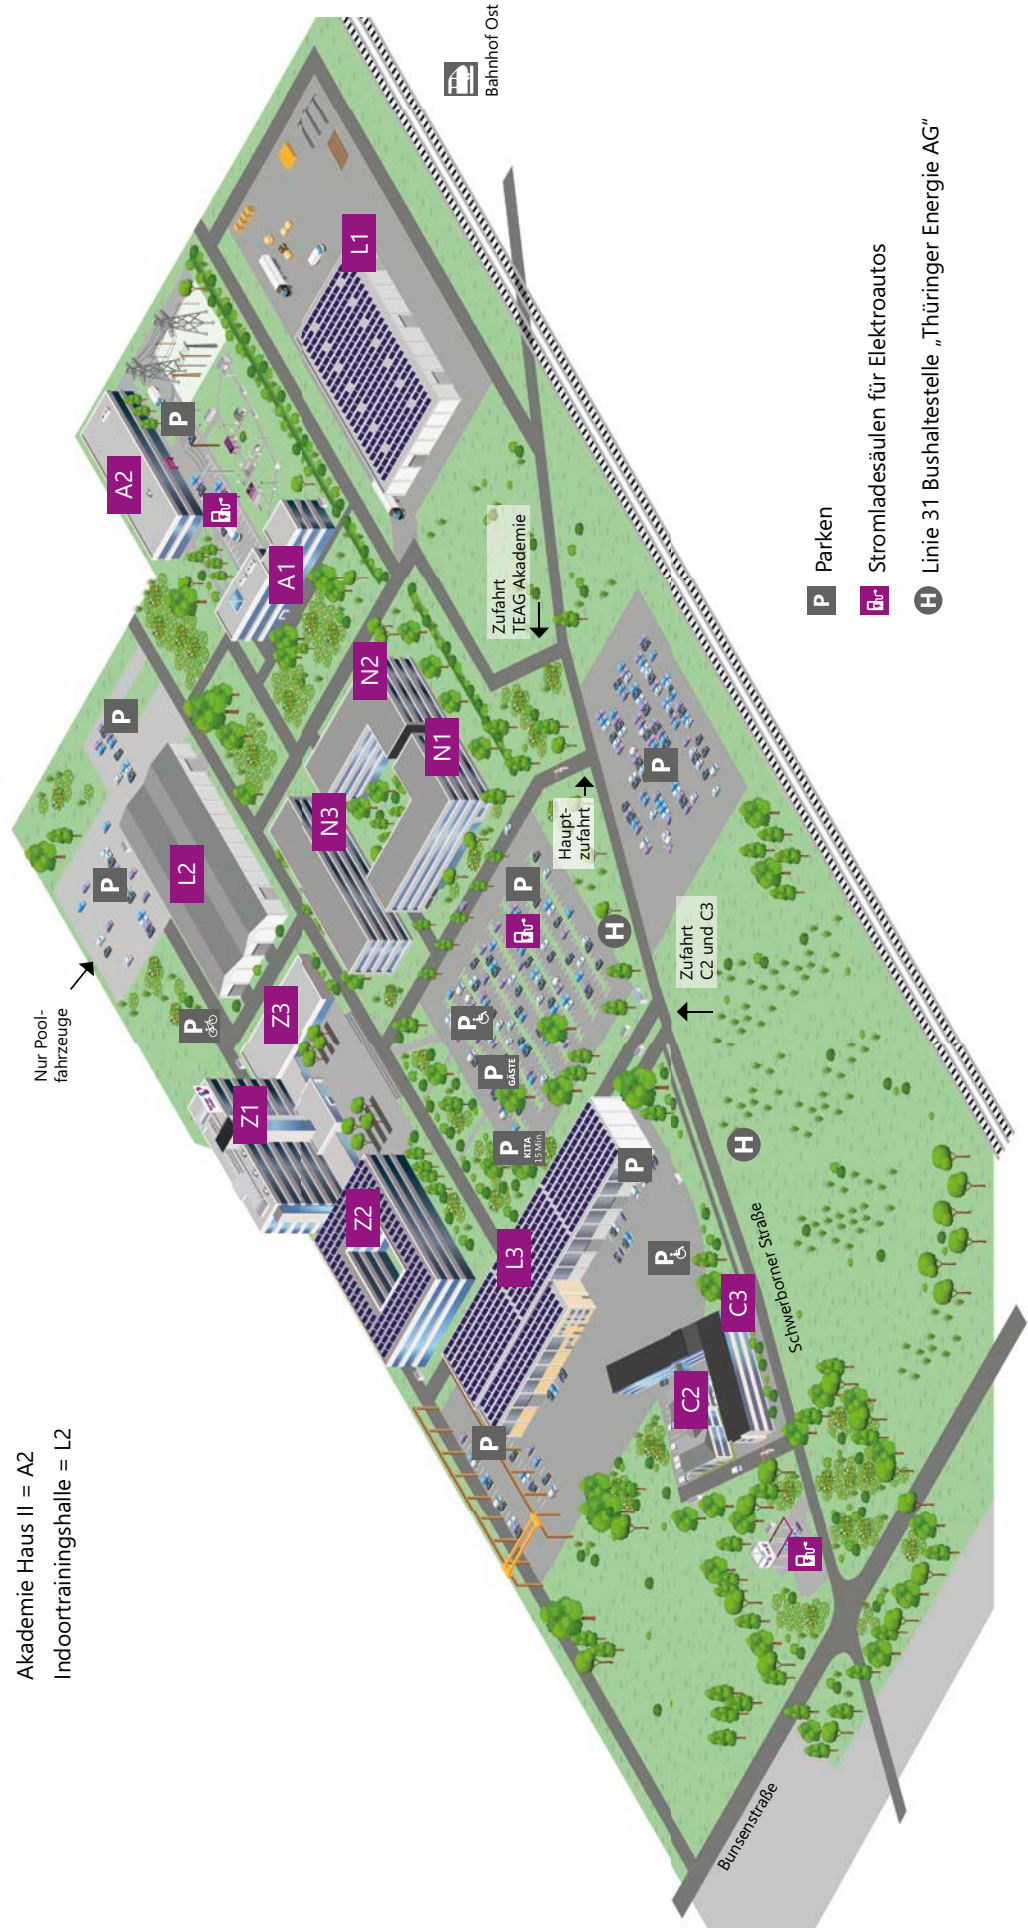 Akademie Haus II = A2
Indoortrainingshalle = L2
Nur Pool-
fahrzeuge
Bahnhof Ost
A2
P
A1
L1
P
P
L2
N2
N1
N3
Z3
P
Z1
Z2
Zufahrt
TEAG Akademie
Haupt-
zufahrt
P
P
P
P
GÄSTE
P
KITA
15 Min.
H
Zufahrt
C2 und C3
L3
P
P
P
H
C3
C2
Schwerborner Straße
Bunsenstraße
P Parken
Stromladesäulen für Elektroautos
H Linie 31 Bushaltestelle „Thüringer Energie AG“